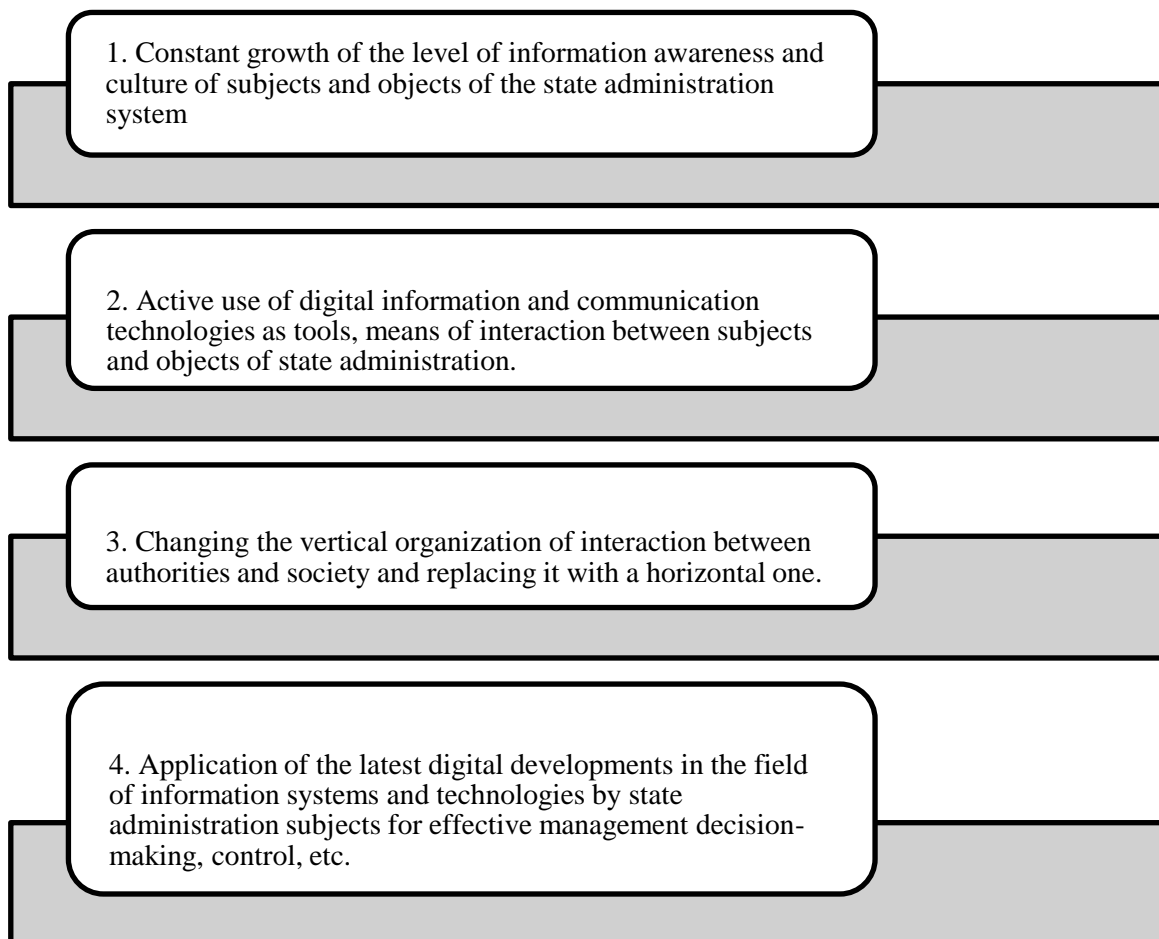 1. Constant growth of the level of information awareness and
culture of subjects and objects of the state administration
system
2. Active use of digital information and communication
technologies as tools, means of interaction between subjects
and objects of state administration.
3. Changing the vertical organization of interaction between
authorities and society and replacing it with a horizontal one.
4. Application of the latest digital developments in the field
of information systems and technologies by state
administration subjects for effective management decision-
making, control, etc.